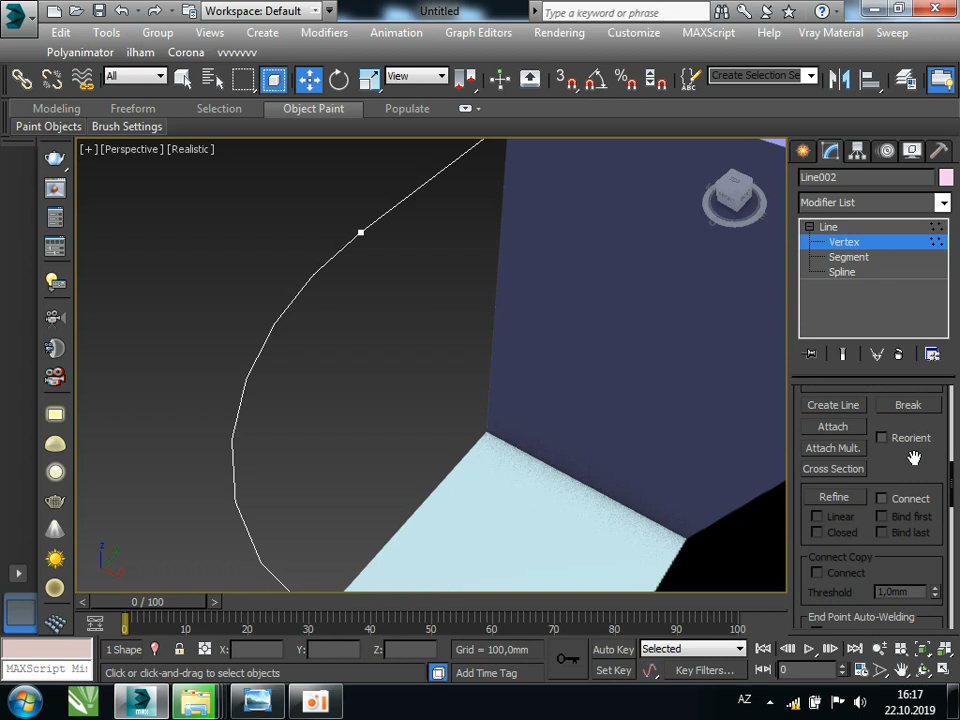 Workspace: Default
Untitled
Type a keyword or phrase
Edit Tools Group Views Create Modifiers Animation Graph Editors Rendering Customize MAXScript Help Vray Material Sweep
Polyanimator ilham Corona vvvvvvv
All View Create Selection Se
Modeling Freeform Selection Object Paint Populate
Paint Objects Brush Settings
[+] [Perspective] [Realistic]
Line002
Modifier List
Line
Vertex
Segment
Spline
Create Line Break
Attach
Reorient
Attach Mult.
Cross Section
Refine Connect
Linear Bind first
Closed Bind last
Connect Copy
Connect
Threshold 1,0mm
End Point Auto-Welding
0 / 100
0 10 20 30 40 50 60 70 80 90 100
1 Shape X: Y: Z: Grid = 100,0mm Auto Key Selected
MAXScript Mi
Click or click-and-drag to select objects Add Time Tag Set Key Key Filters... 0
AZ 16:17
22.10.2019